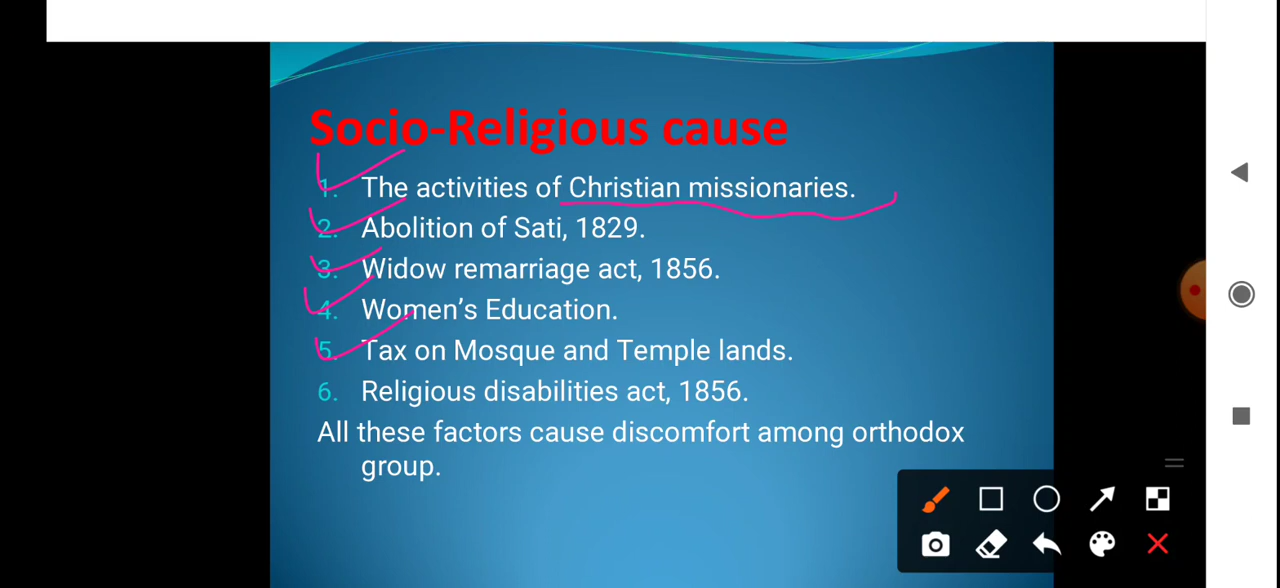 Socio-Religious cause
1. The activities of Christian missionaries.
2. Abolition of Sati, 1829.
3. Widow remarriage act, 1856.
4. Women's Education.
5. Tax on Mosque and Temple lands.
6. Religious disabilities act, 1856.
All these factors cause discomfort among orthodox
group.